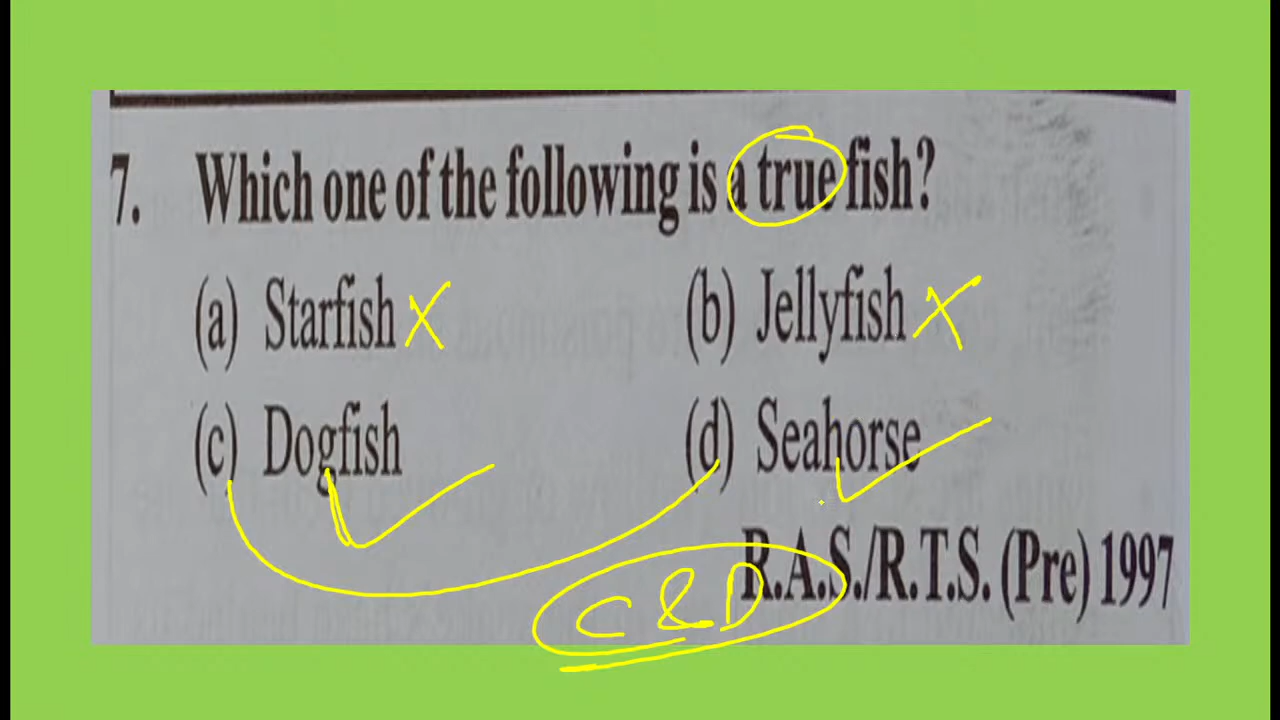 7. Which one of the following is a true fish?
(a) Starfish X (b) Jellyfish X
(c) Dogfish (d) Seahorse
R.A.S./R.T.S. (Pre) 1997
C & D